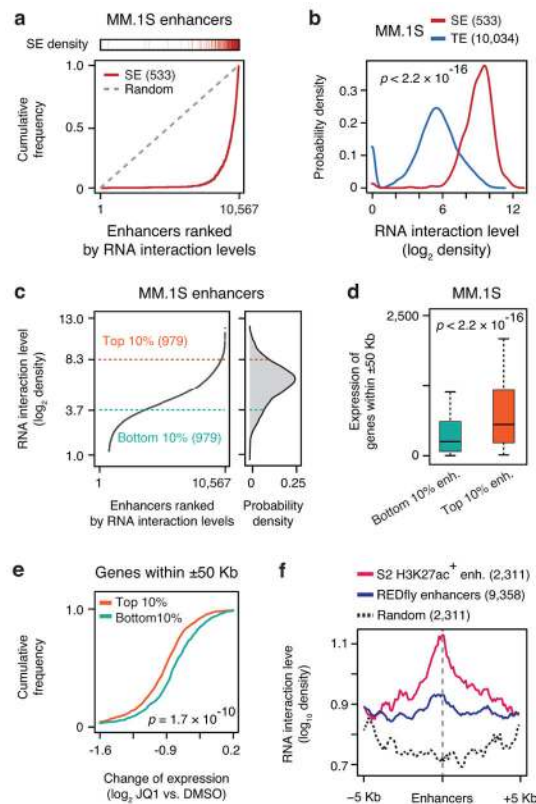 a
MM.1S enhancers
SE density
SE (533)
Random
Cumulative
frequency
1.0
0.5
0
1
10,567
Enhancers ranked
by RNA interaction levels
b
MM.1S
SE (533)
TE (10,034)
p < 2.2 × 10-16
Probability density
0.4
0.3
0.2
0.1
0
0
6
12
RNA interaction level
(log2 density)
c
MM.1S enhancers
RNA interaction level
(log2 density)
13.0
8.3
3.7
1.0
Top 10% (979)
Bottom 10% (979)
1
10,567
Enhancers ranked
by RNA interaction levels
0
0.25
Probability
density
d
MM.1S
p < 2.2 × 10-16
Expression of
genes within ±50 Kb
2,500
0
Bottom 10% enh.
Top 10% enh.
e
Genes within ±50 Kb
Top 10%
Bottom10%
Cumulative
frequency
1.0
0.5
0
p = 1.7 × 10-10
-1.6
-0.9
0.2
Change of expression
(log2 JQ1 vs. DMSO)
f
S2 H3K27ac+ enh. (2,311)
REDfly enhancers (9,358)
Random (2,311)
RNA interaction leve
(log10 density)
1.1
0.9
0.7
−5 Kb
Enhancers
+5 Kb